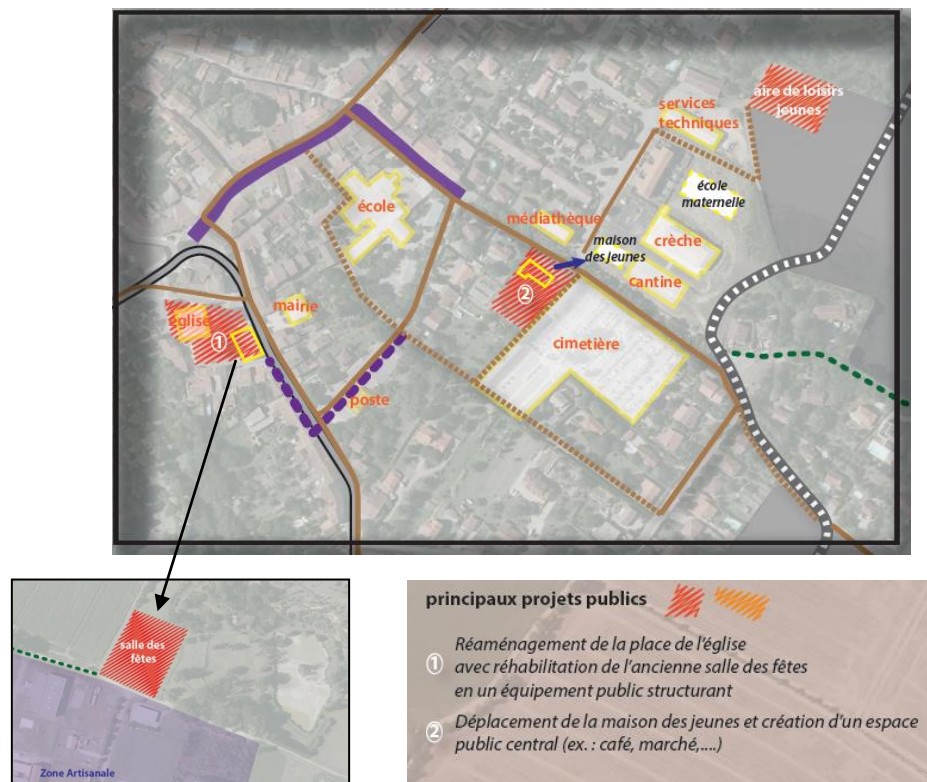 aire de loisirs
jeunes
services
techniques
école
maternelle
école
médiathèque
maison
des jeunes
crèche
cantine
2
église
1
mairie
cimetière
poste
salle des
fêtes
Zone Artisanale
principaux projets publics
1 Réaménagement de la place de l'église
avec réhabilitation de l'ancienne salle des fêtes
en un équipement public structurant
2 Déplacement de la maison des jeunes et création d'un espace
public central (ex. : café, marché,....)